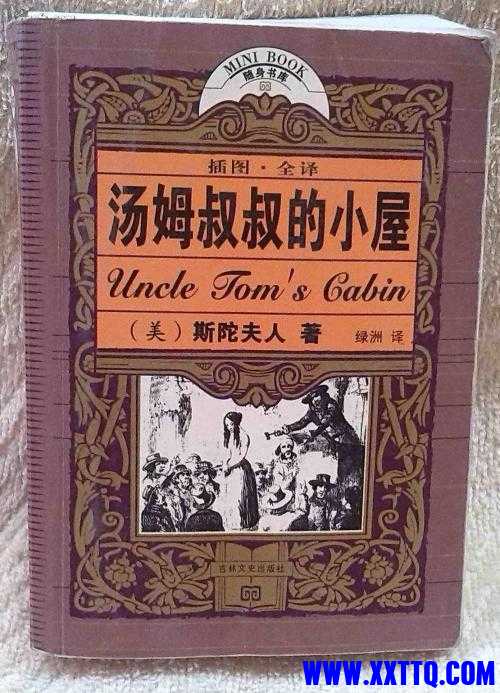 MINI BOOK
随身书库
插图·全译
汤姆叔叔的小屋
Uncle Tom's Cabin
（美）斯陀夫人 著
绿洲 译
吉林文史出版社
WWW.XXTTQ.COM